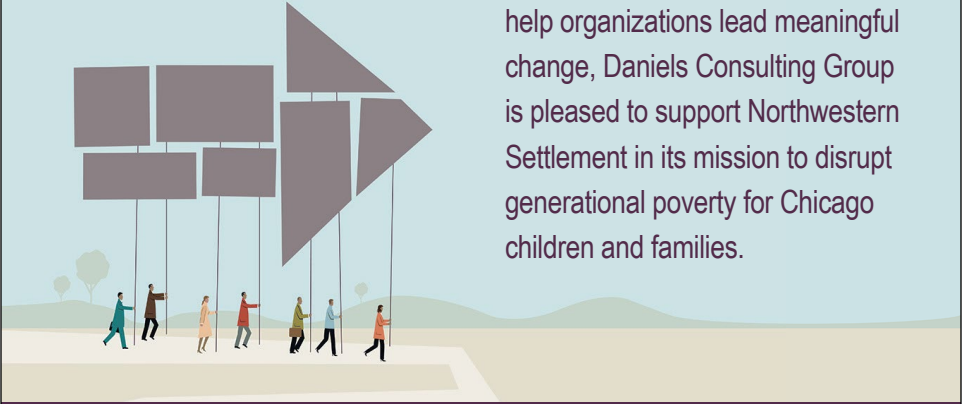 help organizations lead meaningful
change, Daniels Consulting Group
is pleased to support Northwestern
Settlement in its mission to disrupt
generational poverty for Chicago
children and families.